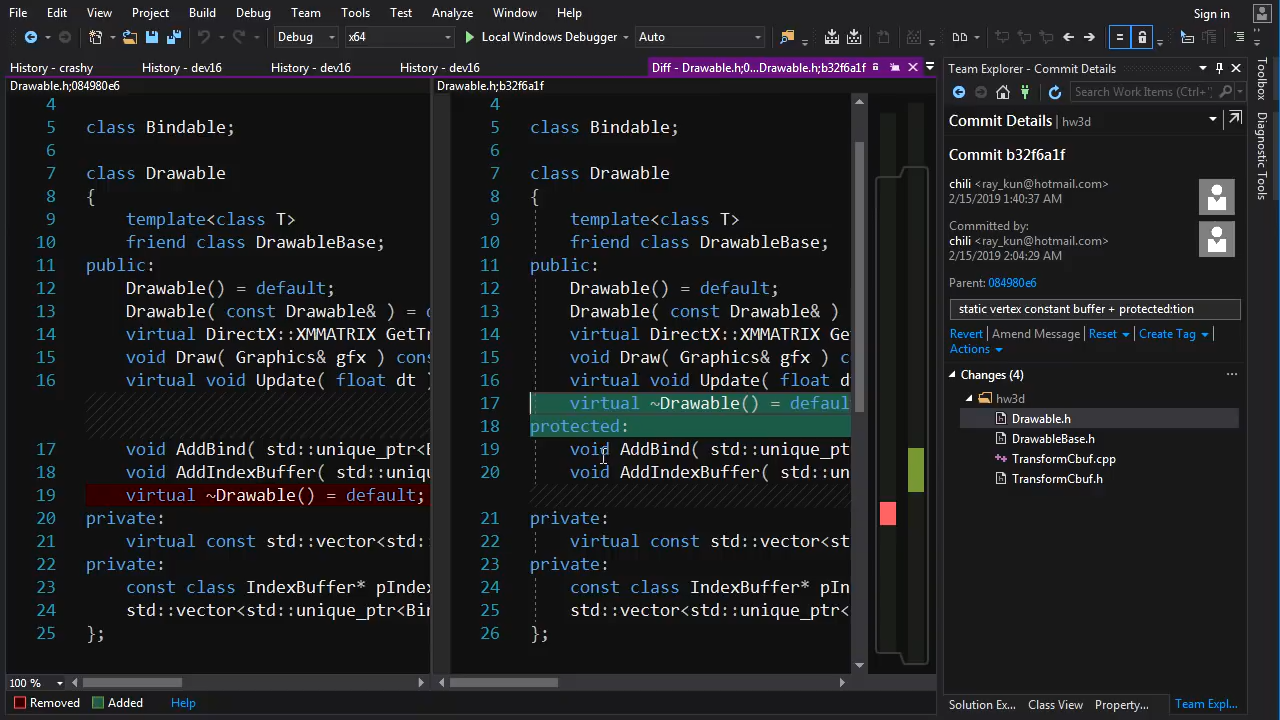 File Edit View Project Build Debug Team Tools Test Analyze Window Help Sign in
Debug x64 Local Windows Debugger Auto
History - crashy History - dev16 History - dev16 History - dev16 Diff - Drawable.h;0...Drawable.h;b32f6a1f
Drawable.h;084980e6
4
5 class Bindable;
6
7 class Drawable
8 {
9 template<class T>
10 friend class DrawableBase;
11 public:
12 Drawable() = default;
13 Drawable( const Drawable& ) = d
14 virtual DirectX::XMMATRIX GetTr
15 void Draw( Graphics& gfx ) cons
16 virtual void Update( float dt )
17 void AddBind( std::unique_ptr<B
18 void AddIndexBuffer( std::uniqu
19 virtual ~Drawable() = default;
20 private:
21 virtual const std::vector<std::
22 private:
23 const class IndexBuffer* pIndex
24 std::vector<std::unique_ptr<Bin
25 };
100 %
Removed Added Help
Drawable.h;b32f6a1f
4
5 class Bindable;
6
7 class Drawable
8 {
9 template<class T>
10 friend class DrawableBase;
11 public:
12 Drawable() = default;
13 Drawable( const Drawable& )
14 virtual DirectX::XMMATRIX Ge
15 void Draw( Graphics& gfx ) c
16 virtual void Update( float d
17 virtual ~Drawable() = defaul
18 protected:
19 void AddBind( std::unique_pt
20 void AddIndexBuffer( std::un
21 private:
22 virtual const std::vector<st
23 private:
24 const class IndexBuffer* pIn
25 std::vector<std::unique_ptr<
26 };
Team Explorer - Commit Details
Search Work Items (Ctrl+'
Commit Details | hw3d
Commit b32f6a1f
chili <ray_kun@hotmail.com>
2/15/2019 1:40:37 AM
Committed by:
chili <ray_kun@hotmail.com>
2/15/2019 2:04:29 AM
Parent: 084980e6
static vertex constant buffer + protected:tion
Revert Amend Message Reset Create Tag
Actions
Changes (4) ...
hw3d
Drawable.h
DrawableBase.h
TransformCbuf.cpp
TransformCbuf.h
Solution Ex... Class View Property... Team Expl...
Toolbox
Diagnostic Tools